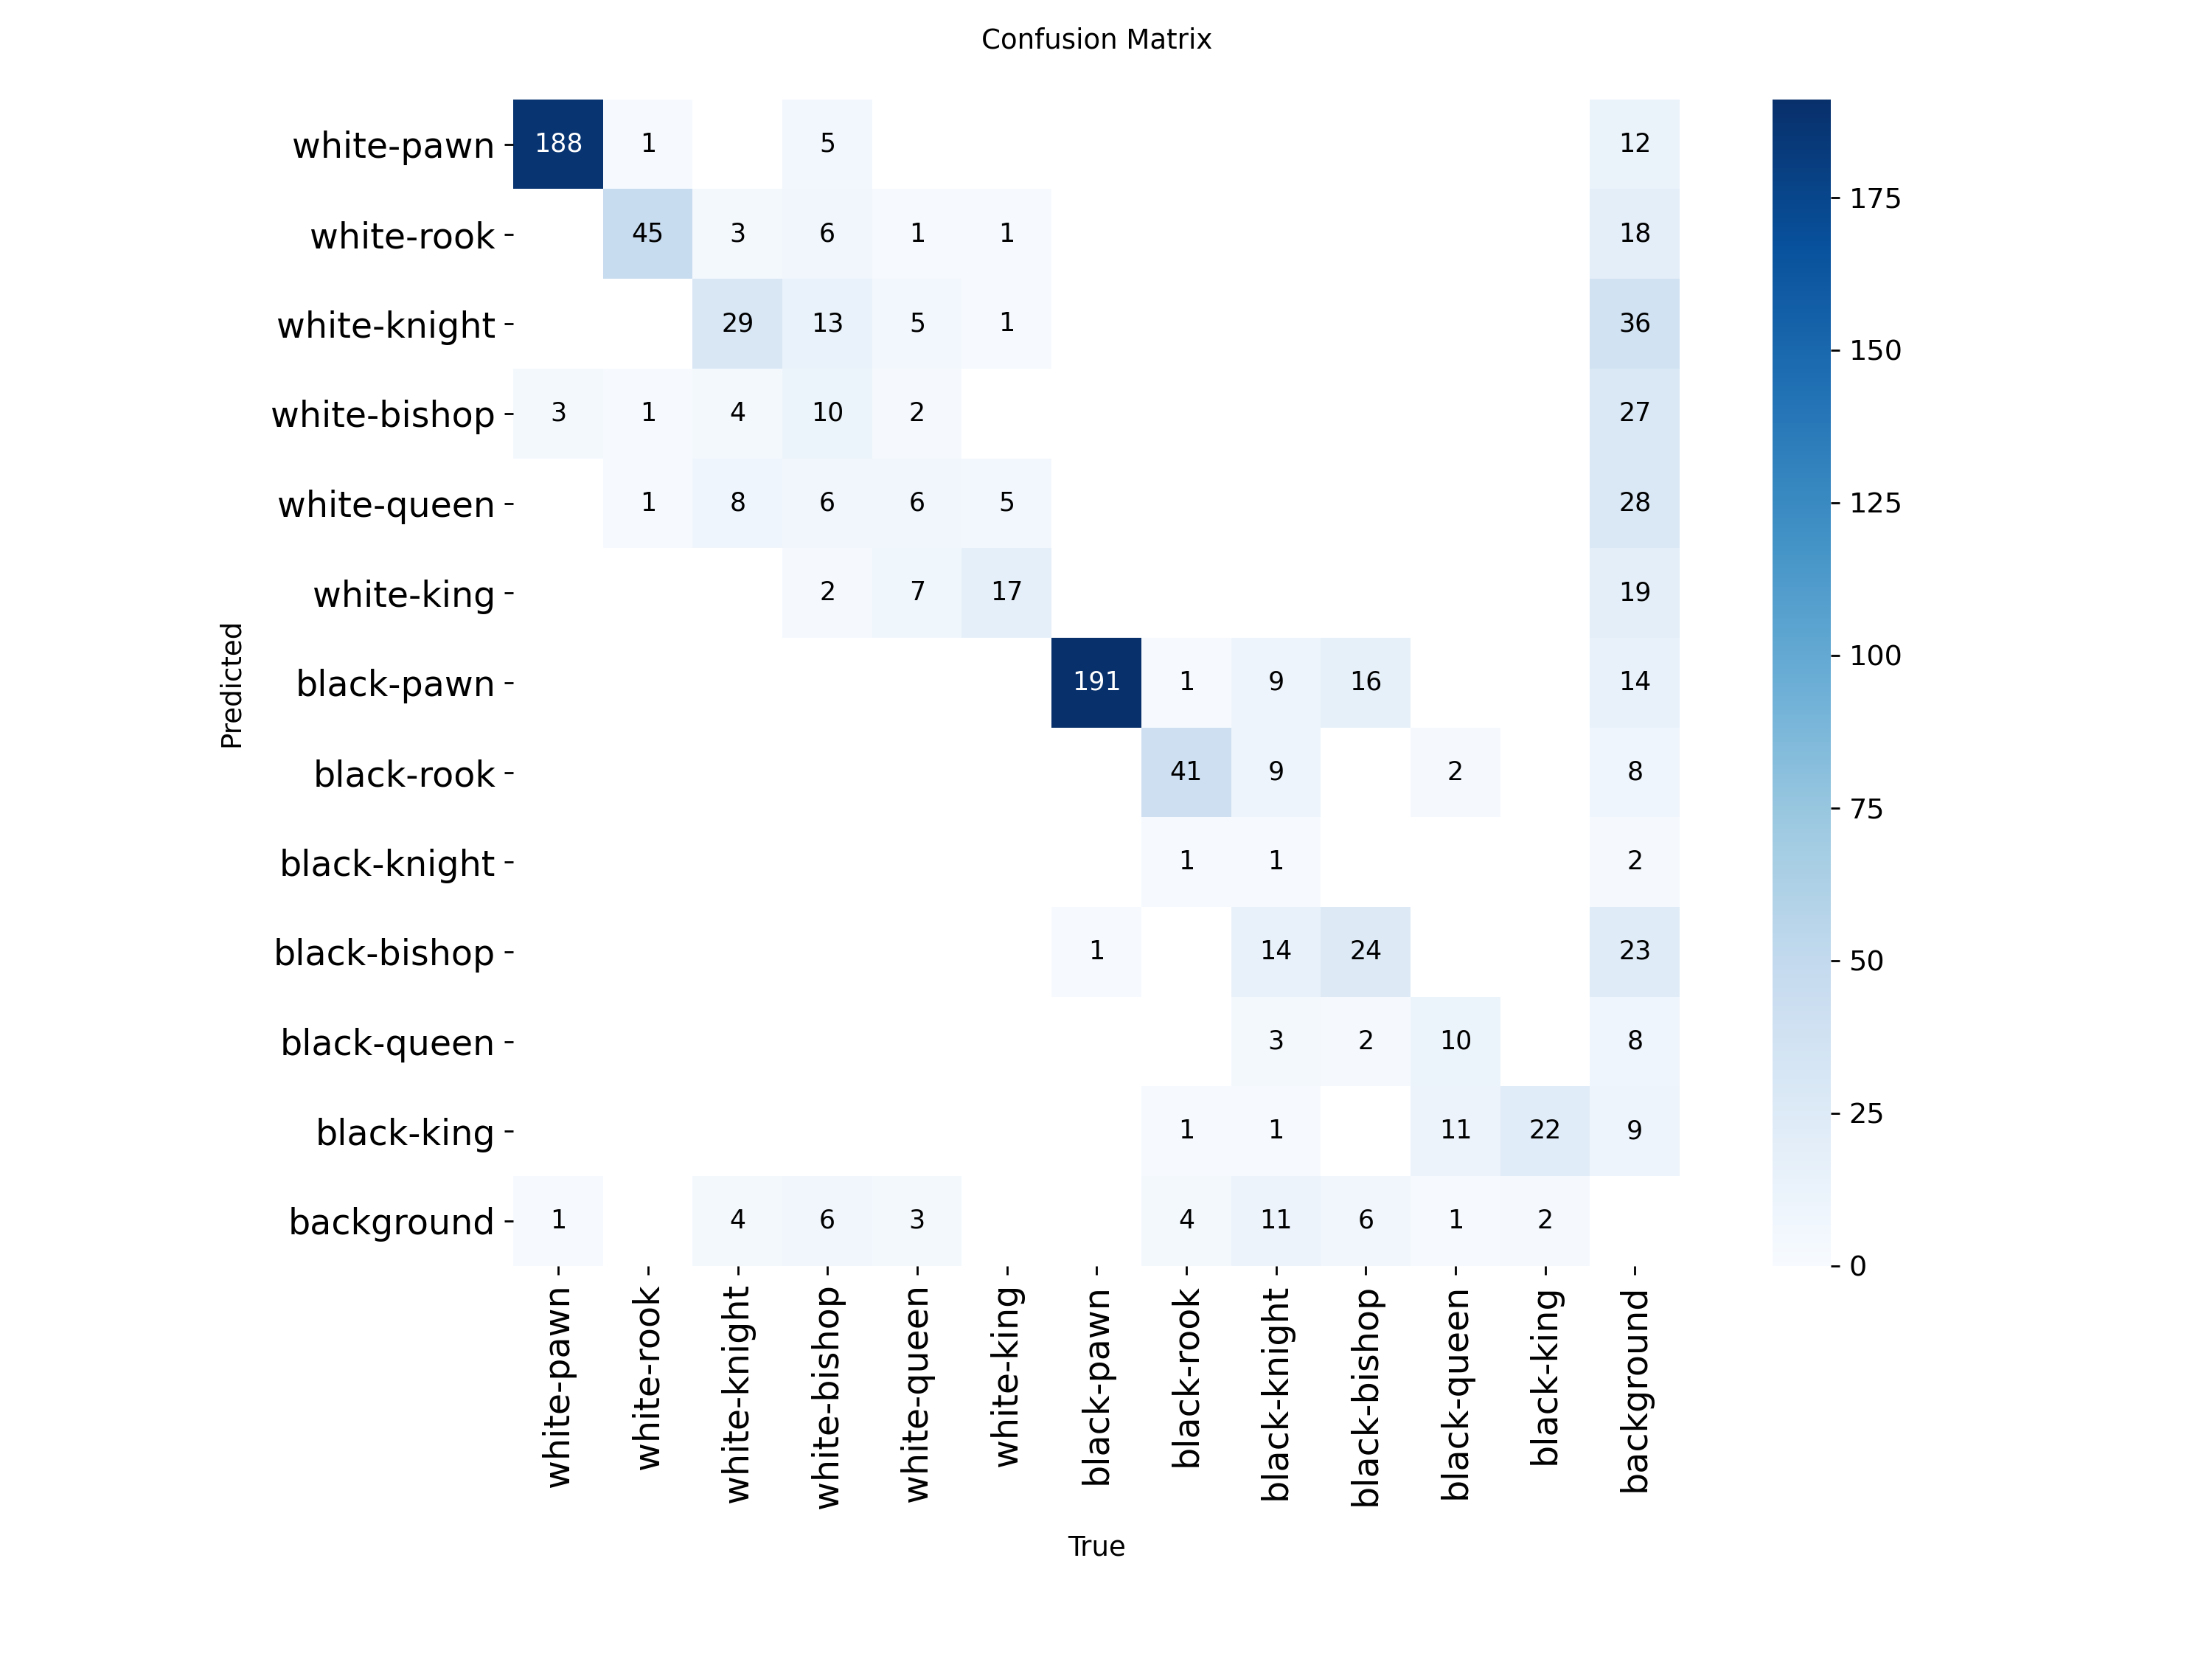 Confusion Matrix
white-pawn 188 1 5 12
white-rook 45 3 6 1 1 18
white-knight 29 13 5 1 36
white-bishop 3 1 4 10 2 27
white-queen 1 8 6 6 5 28
white-king 2 7 17 19
black-pawn 191 1 9 16 14
black-rook 41 9 2 8
black-knight 1 1 2
black-bishop 1 14 24 23
black-queen 3 2 10 8
black-king 1 1 11 22 9
background 1 4 6 3 4 11 6 1 2
Predicted
white-pawn
white-rook
white-knight
white-bishop
white-queen
white-king
black-pawn
black-rook
black-knight
black-bishop
black-queen
black-king
background
True
175
150
125
100
75
50
25
0